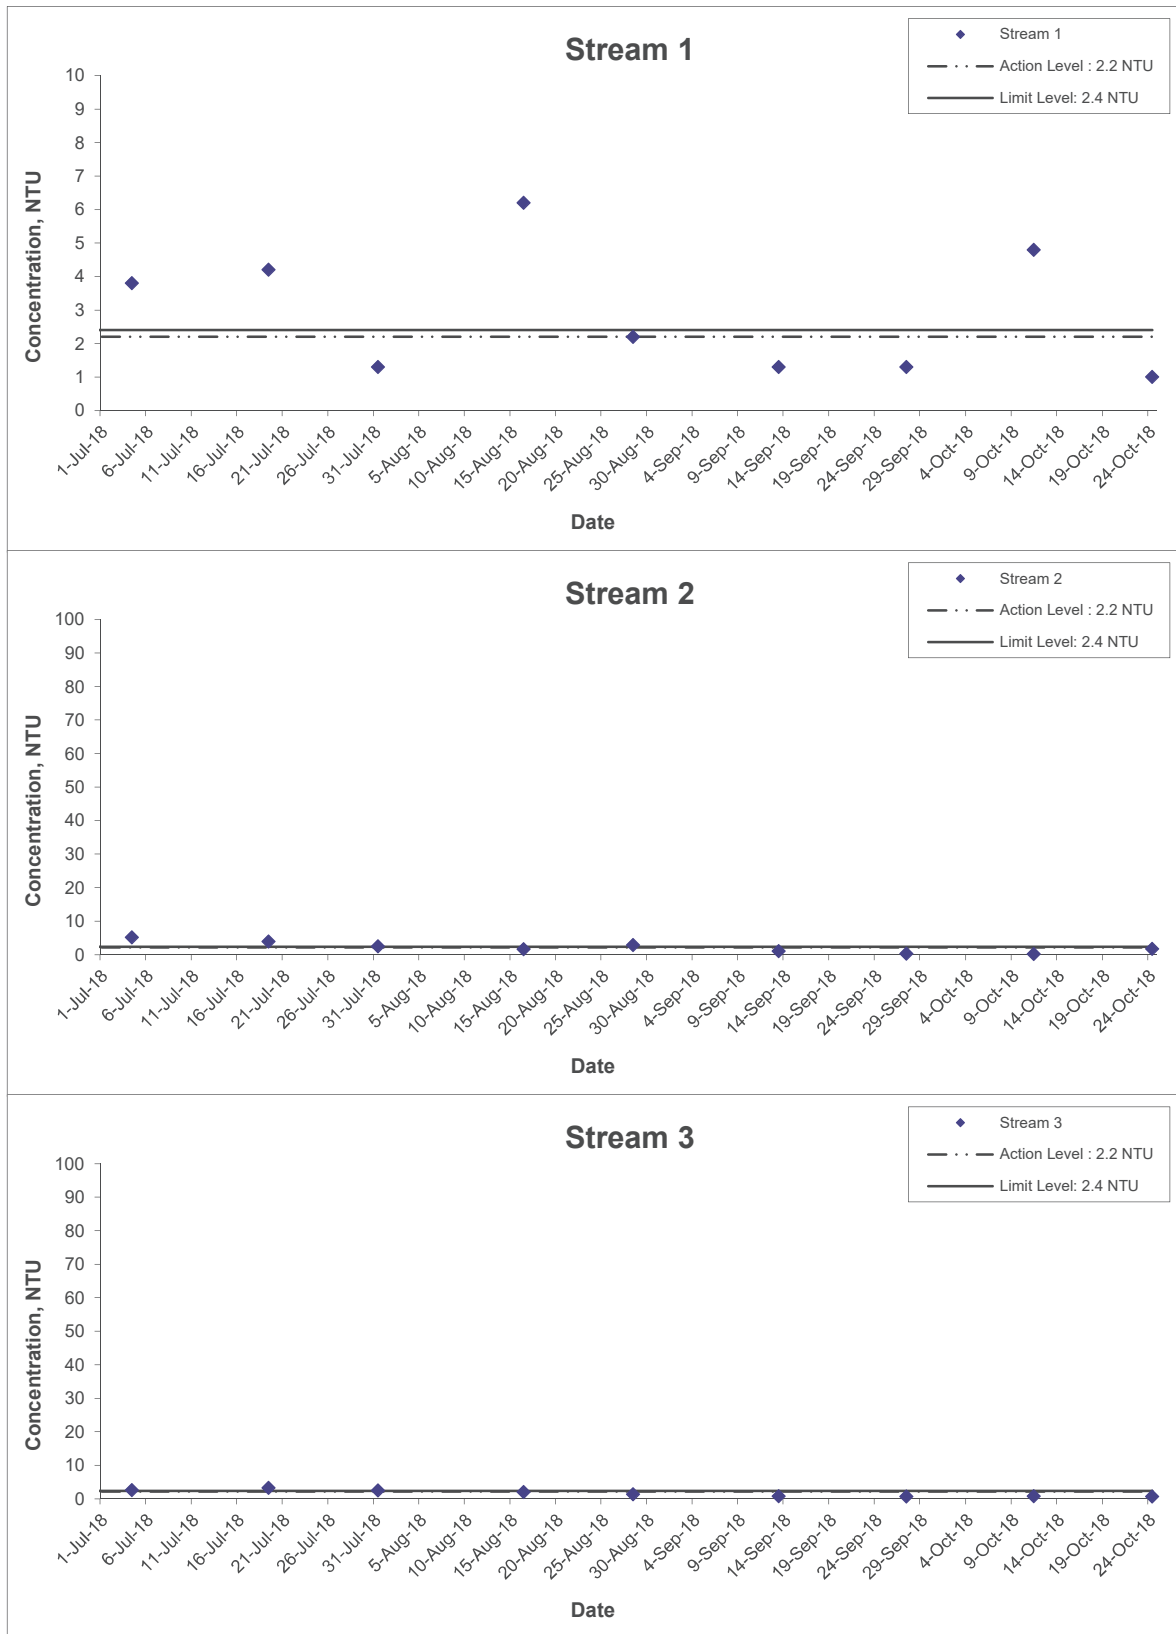 Stream 1
Stream 1
Action Level : 2.2 NTU
Limit Level: 2.4 NTU
Concentration, NTU
10
9
8
7
6
5
4
3
2
1
0
1-Jul-18
6-Jul-18
11-Jul-18
16-Jul-18
21-Jul-18
26-Jul-18
31-Jul-18
5-Aug-18
10-Aug-18
15-Aug-18
20-Aug-18
25-Aug-18
30-Aug-18
4-Sep-18
9-Sep-18
14-Sep-18
19-Sep-18
24-Sep-18
29-Sep-18
4-Oct-18
9-Oct-18
14-Oct-18
19-Oct-18
24-Oct-18
Date
Stream 2
Stream 2
Action Level : 2.2 NTU
Limit Level: 2.4 NTU
Concentration, NTU
100
90
80
70
60
50
40
30
20
10
0
1-Jul-18
6-Jul-18
11-Jul-18
16-Jul-18
21-Jul-18
26-Jul-18
31-Jul-18
5-Aug-18
10-Aug-18
15-Aug-18
20-Aug-18
25-Aug-18
30-Aug-18
4-Sep-18
9-Sep-18
14-Sep-18
19-Sep-18
24-Sep-18
29-Sep-18
4-Oct-18
9-Oct-18
14-Oct-18
19-Oct-18
24-Oct-18
Date
Stream 3
Stream 3
Action Level : 2.2 NTU
Limit Level: 2.4 NTU
Concentration, NTU
100
90
80
70
60
50
40
30
20
10
0
1-Jul-18
6-Jul-18
11-Jul-18
16-Jul-18
21-Jul-18
26-Jul-18
31-Jul-18
5-Aug-18
10-Aug-18
15-Aug-18
20-Aug-18
25-Aug-18
30-Aug-18
4-Sep-18
9-Sep-18
14-Sep-18
19-Sep-18
24-Sep-18
29-Sep-18
4-Oct-18
9-Oct-18
14-Oct-18
19-Oct-18
24-Oct-18
Date